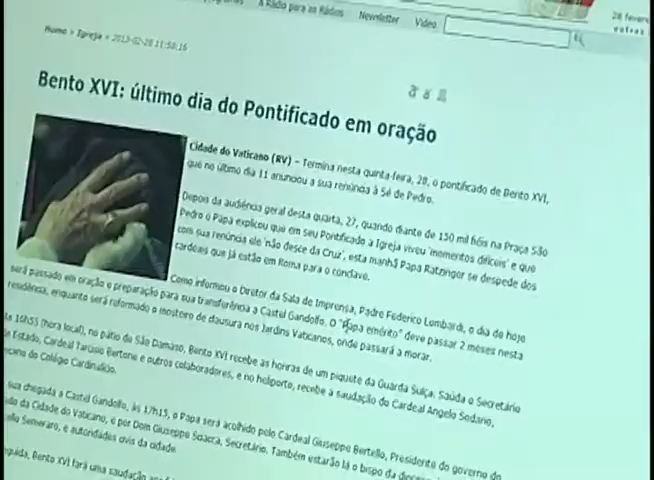 A Rádio para as Rádios Newsletter Video
28 fevere
Home > Igreja > 2013-02-28 11:58:16
a a a
Bento XVI: último dia do Pontificado em oração
Cidade do Vaticano (RV) – Termina nesta quinta-feira, 28, o pontificado de Bento XVI,
que no último dia 11 anunciou a sua renúncia à Sé de Pedro.
Depois da audiência geral desta quarta, 27, quando diante de 150 mil fiéis na Praça São
Pedro o Papa explicou que em seu Pontificado a Igreja viveu 'momentos difíceis' e que
com sua renúncia ele 'não desce da Cruz', esta manhã Papa Ratzinger se despede dos
cardeais que já estão em Roma para o conclave.
Como informou o Diretor da Sala de Imprensa, Padre Federico Lombardi, o dia de hoje
será passado em oração e preparação para sua transferência a Castel Gandolfo. O "Papa emérito" deve passar 2 meses nesta
residência, enquanto será reformado o mosteiro de clausura nos Jardins Vaticanos, onde passará a morar.
16h55 (hora local), no pátio de São Damaso, Bento XVI recebe as honras de um piquete da Guarda Suíça. Saúda o Secretário
de Estado, Cardeal Tarcisio Bertone e outros colaboradores, e no heliporto, recebe a saudação do Cardeal Angelo Sodano,
ecano do Colégio Cardinalício.
sua chegada a Castel Gandolfo, às 17h15, o Papa será acolhido pelo Cardeal Giuseppe Bertello, Presidente do governo do
ado da Cidade do Vaticano, e por Dom Giuseppe Sciacca, Secretário. Também estarão lá o bispo da dioces
Semeraro, e autoridades civis da cidade.
eguida, Bento XVI fará uma saudação